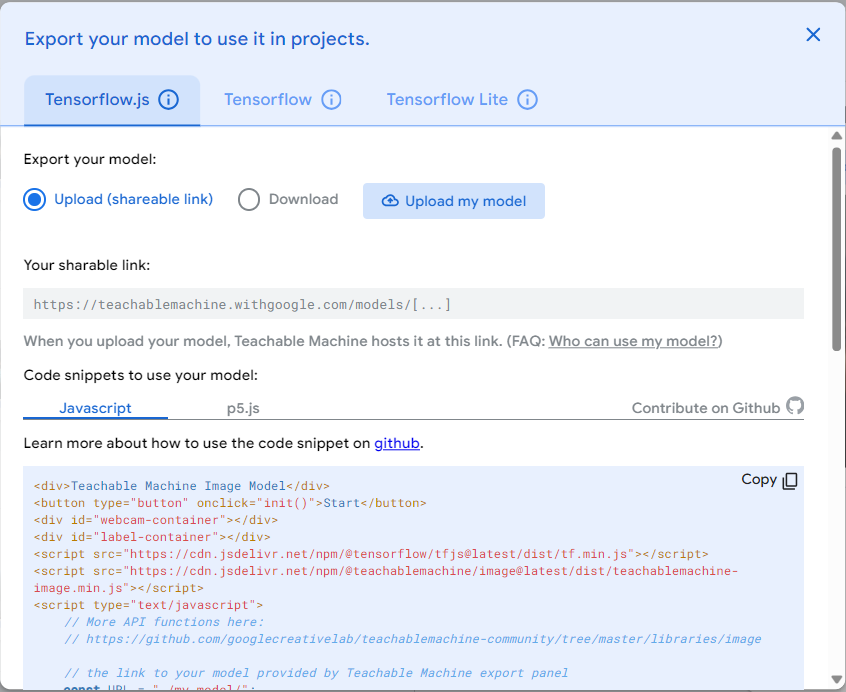 Export your model to use it in projects.
Tensorflow.js
Tensorflow
Tensorflow Lite
Export your model:
Upload (shareable link)
Download
Upload my model
Your sharable link:
https://teachablemachine.withgoogle.com/models/[...]
When you upload your model, Teachable Machine hosts it at this link. (FAQ: Who can use my model?)
Code snippets to use your model:
Javascript
p5.js
Contribute on Github
Learn more about how to use the code snippet on github.
Copy
<div>Teachable Machine Image Model</div>
<button type="button" onclick="init()">Start</button>
<div id="webcam-container"></div>
<div id="label-container"></div>
<script src="https://cdn.jsdelivr.net/npm/@tensorflow/tfjs@latest/dist/tf.min.js"></script>
<script src="https://cdn.jsdelivr.net/npm/@teachablemachine/image@latest/dist/teachablemachine-
image.min.js"></script>
<script type="text/javascript">
// More API functions here:
// https://github.com/googlecreativelab/teachablemachine-community/tree/master/libraries/image
// the link to your model provided by Teachable Machine export panel
const URL = "./my_model/";